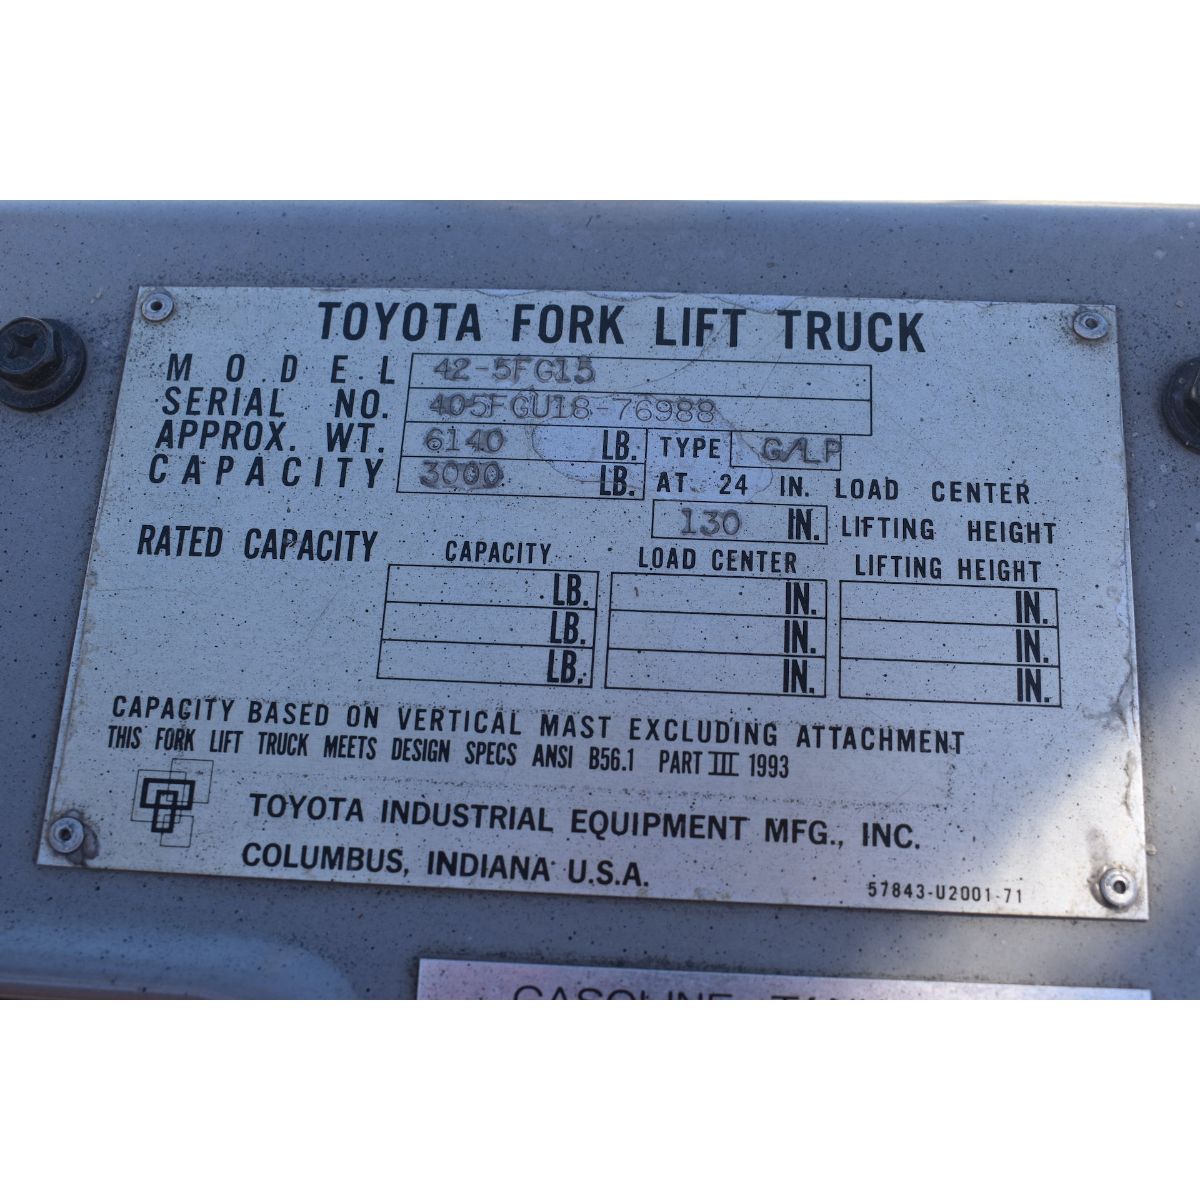 TOYOTA FORK LIFT TRUCK
MODEL 42-5FG15
SERIAL NO. 405FGU18-76988
APPROX. WT. 6140 LB. TYPE G/LP
CAPACITY 3000 LB. AT 24 IN. LOAD CENTER
130 IN. LIFTING HEIGHT
RATED CAPACITY CAPACITY LOAD CENTER LIFTING HEIGHT
LB. IN. IN.
LB. IN. IN.
LB. IN. IN.
CAPACITY BASED ON VERTICAL MAST EXCLUDING ATTACHMENT
THIS FORK LIFT TRUCK MEETS DESIGN SPECS ANSI B56.1 PART III 1993
TOYOTA INDUSTRIAL EQUIPMENT MFG., INC.
COLUMBUS, INDIANA U.S.A.
57843-U2001-71
GASOLINE